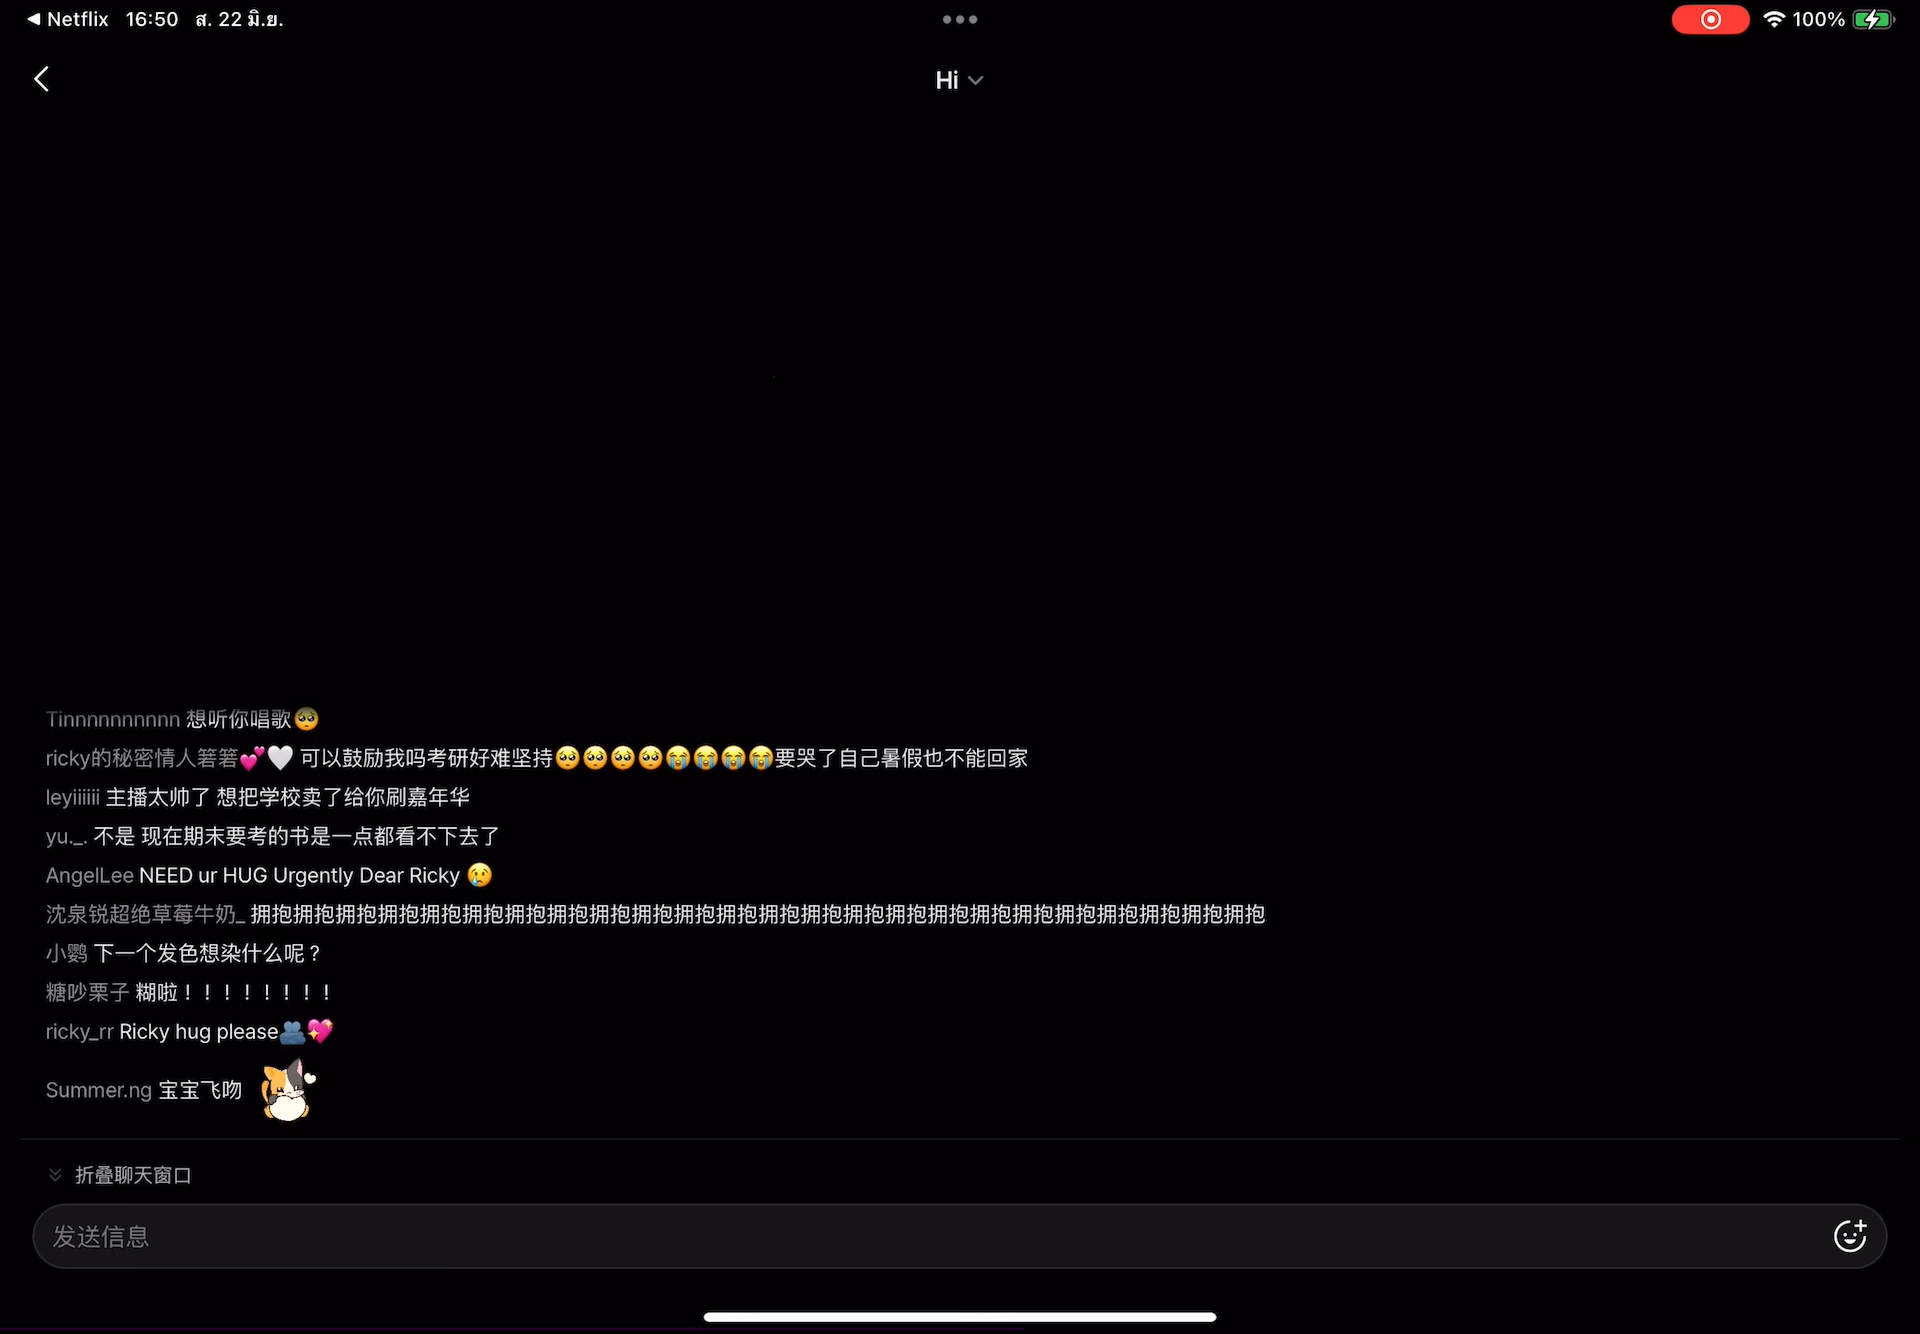 Netflix 16:50 ส. 22 มิ.ย.
100%
Hi
Tinnnnnnnnnn 想听你唱歌🥺
ricky的秘密情人箬箬💕🤍 可以鼓励我吗考研好难坚持🥺🥺🥺🥺😭😭😭😭要哭了自己暑假也不能回家
leyiiiiii 主播太帅了 想把学校卖了给你刷嘉年华
yu._. 不是 现在期末要考的书是一点都看不下去了
AngelLee NEED ur HUG Urgently Dear Ricky 😢
沈泉锐超绝草莓牛奶_ 拥抱拥抱拥抱拥抱拥抱拥抱拥抱拥抱拥抱拥抱拥抱拥抱拥抱拥抱拥抱拥抱拥抱拥抱拥抱拥抱拥抱拥抱拥抱拥抱
小鹦 下一个发色想染什么呢？
糖吵栗子 糊啦！！！！！！！！
ricky_rr Ricky hug please🫂💖
Summer.ng 宝宝飞吻
折叠聊天窗口
发送信息